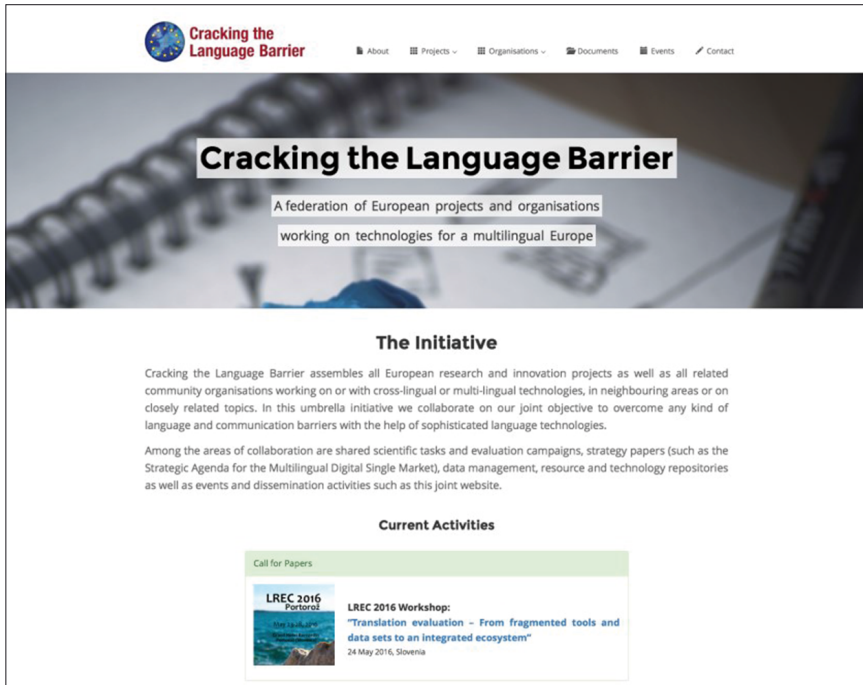 Cracking the
Language Barrier
About
Projects
Organisations
Documents
Events
Contact
Cracking the Language Barrier
A federation of European projects and organisations
working on technologies for a multilingual Europe
The Initiative
Cracking the Language Barrier assembles all European research and innovation projects as well as all related
community organisations working on or with cross-lingual or multi-lingual technologies, in neighbouring areas or on
closely related topics. In this umbrella initiative we collaborate on our joint objective to overcome any kind of
language and communication barriers with the help of sophisticated language technologies.
Among the areas of collaboration are shared scientific tasks and evaluation campaigns, strategy papers (such as the
Strategic Agenda for the Multilingual Digital Single Market), data management, resource and technology repositories
as well as events and dissemination activities such as this joint website.
Current Activities
Call for Papers
LREC 2016
Portorož
LREC 2016 Workshop:
"Translation evaluation – From fragmented tools and
data sets to an integrated ecosystem"
24 May 2016, Slovenia